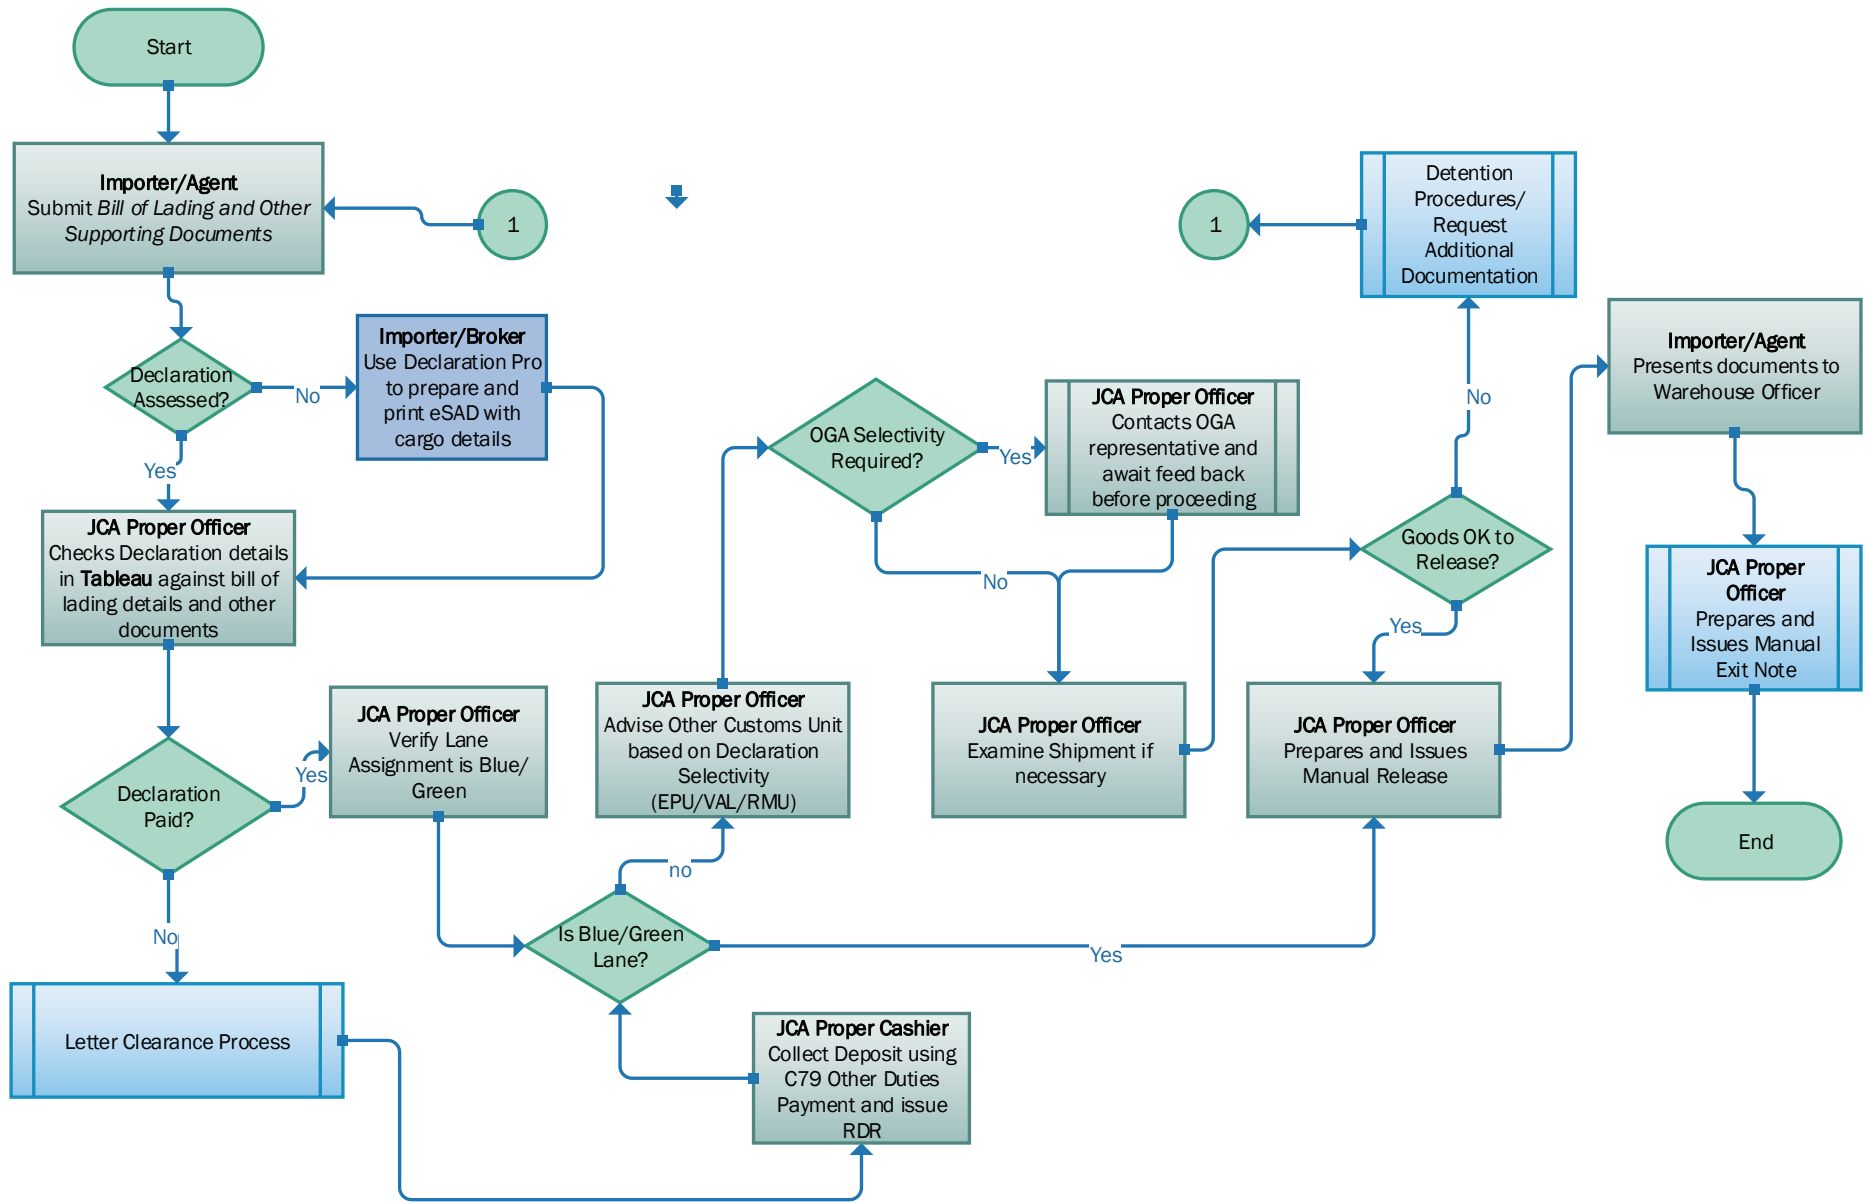 Start
Importer/Agent
Submit Bill of Lading and Other
Supporting Documents
1
Declaration
Assessed?
No
Yes
Importer/Broker
Use Declaration Pro
to prepare and
print eSAD with
cargo details
JCA Proper Officer
Checks Declaration details
in Tableau against bill of
lading details and other
documents
Declaration
Paid?
Yes
No
JCA Proper Officer
Verify Lane
Assignment is Blue/
Green
Letter Clearance Process
JCA Proper Cashier
Collect Deposit using
C79 Other Duties
Payment and issue
RDR
Is Blue/Green
Lane?
no
Yes
JCA Proper Officer
Advise Other Customs Unit
based on Declaration
Selectivity
(EPU/VAL/RMU)
OGA Selectivity
Required?
Yes
No
JCA Proper Officer
Contacts OGA
representative and
await feed back
before proceeding
JCA Proper Officer
Examine Shipment if
necessary
Goods OK to
Release?
No
Yes
Detention
Procedures/
Request
Additional
Documentation
1
JCA Proper Officer
Prepares and Issues
Manual Release
Importer/Agent
Presents documents to
Warehouse Officer
JCA Proper
Officer
Prepares and
Issues Manual
Exit Note
End